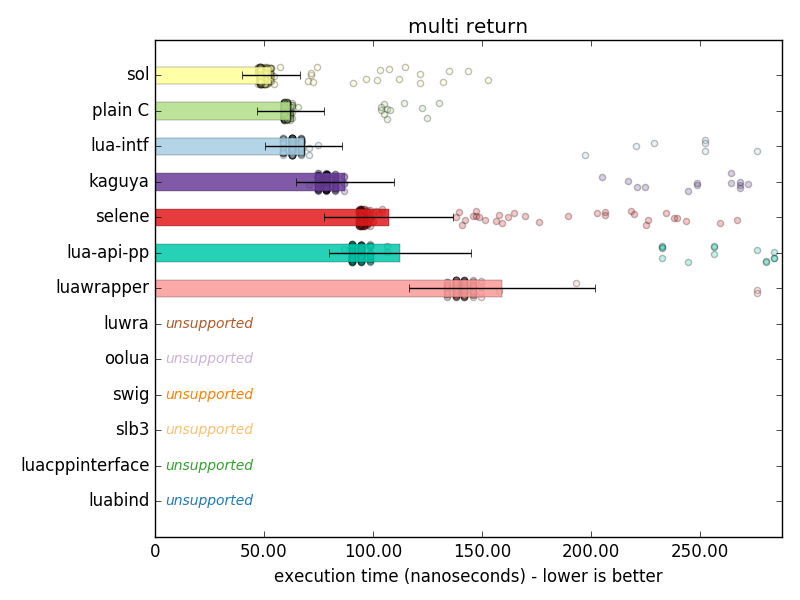 multi return
sol
plain C
lua-intf
kaguya
selene
lua-api-pp
luawrapper
luwra unsupported
oolua unsupported
swig unsupported
slb3 unsupported
luacppinterface unsupported
luabind unsupported
0 50.00 100.00 150.00 200.00 250.00
execution time (nanoseconds) - lower is better